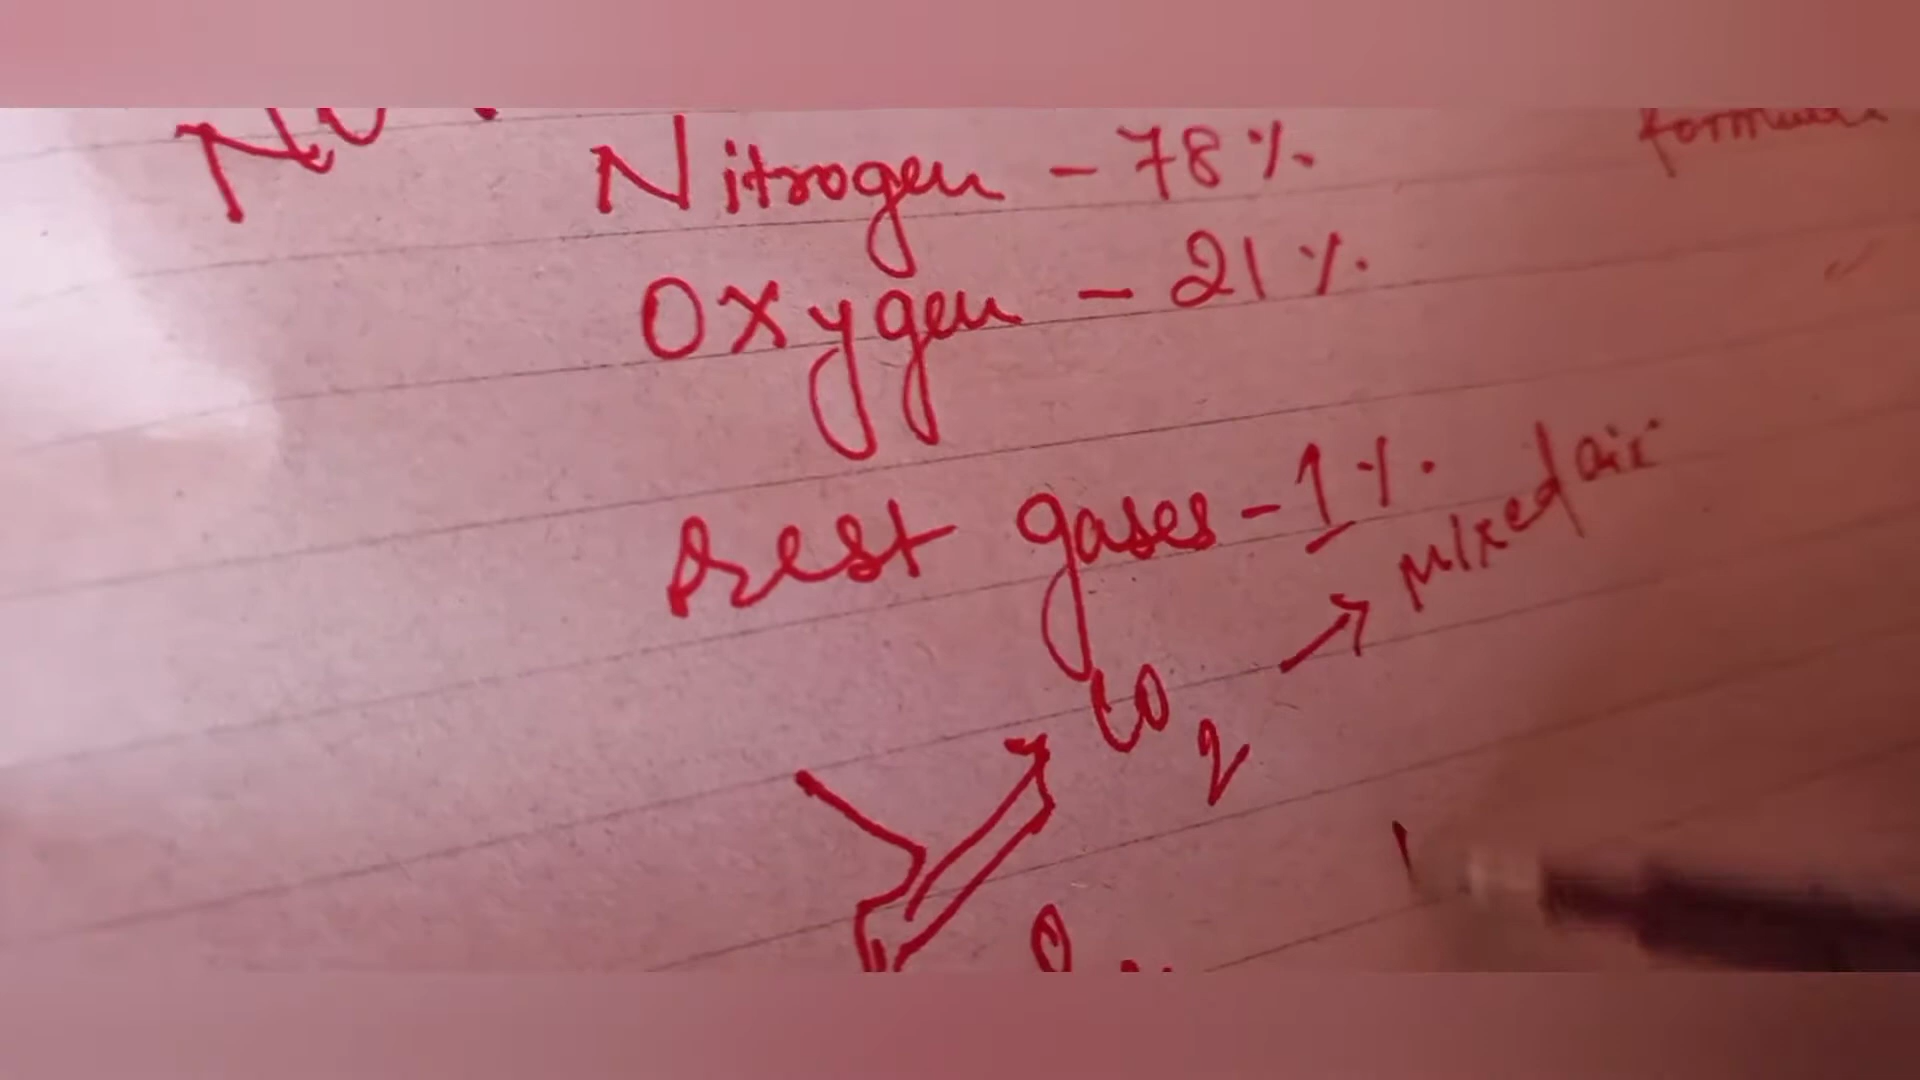 Nitrogen - 78%
Oxygen - 21%
Rest gases - 1%
CO2 → Mixed air